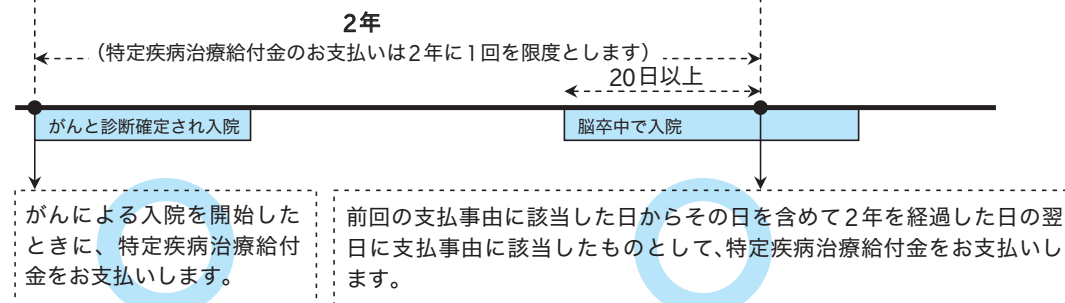 2年
(特定疾病治療給付金のお支払いは2年に1回を限度とします)
20日以上
がんと診断確定され入院
脳卒中で入院
がんによる入院を開始した
ときに、特定疾病治療給付
金をお支払いします。
前回の支払事由に該当した日からその日を含めて2年を経過した日の翌
日に支払事由に該当したものとして、特定疾病治療給付金をお支払いし
ます。